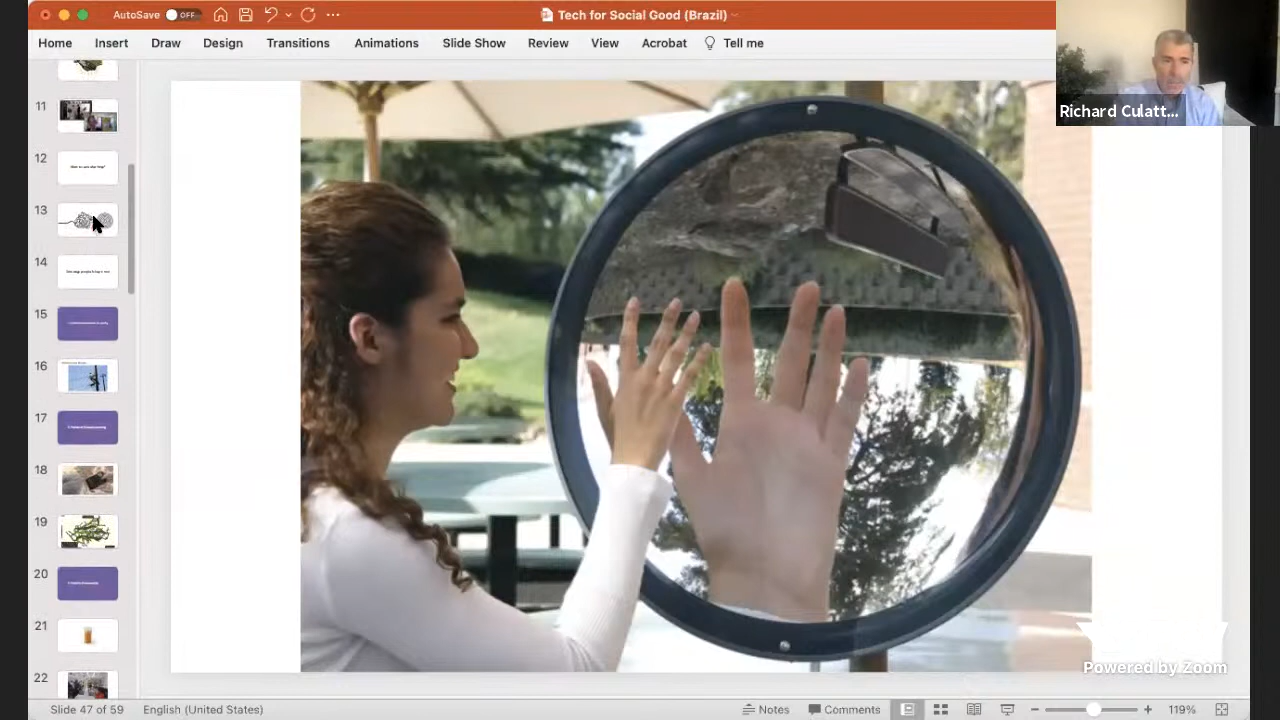 AutoSave OFF
Tech for Social Good (Brazil)
Home Insert Draw Design Transitions Animations Slide Show Review View Acrobat Tell me
Richard Culatt...
11
12
13
14
15
16
17
18
19
20
21
22
Powered by Zoom
Slide 47 of 59 English (United States) Notes Comments 119%